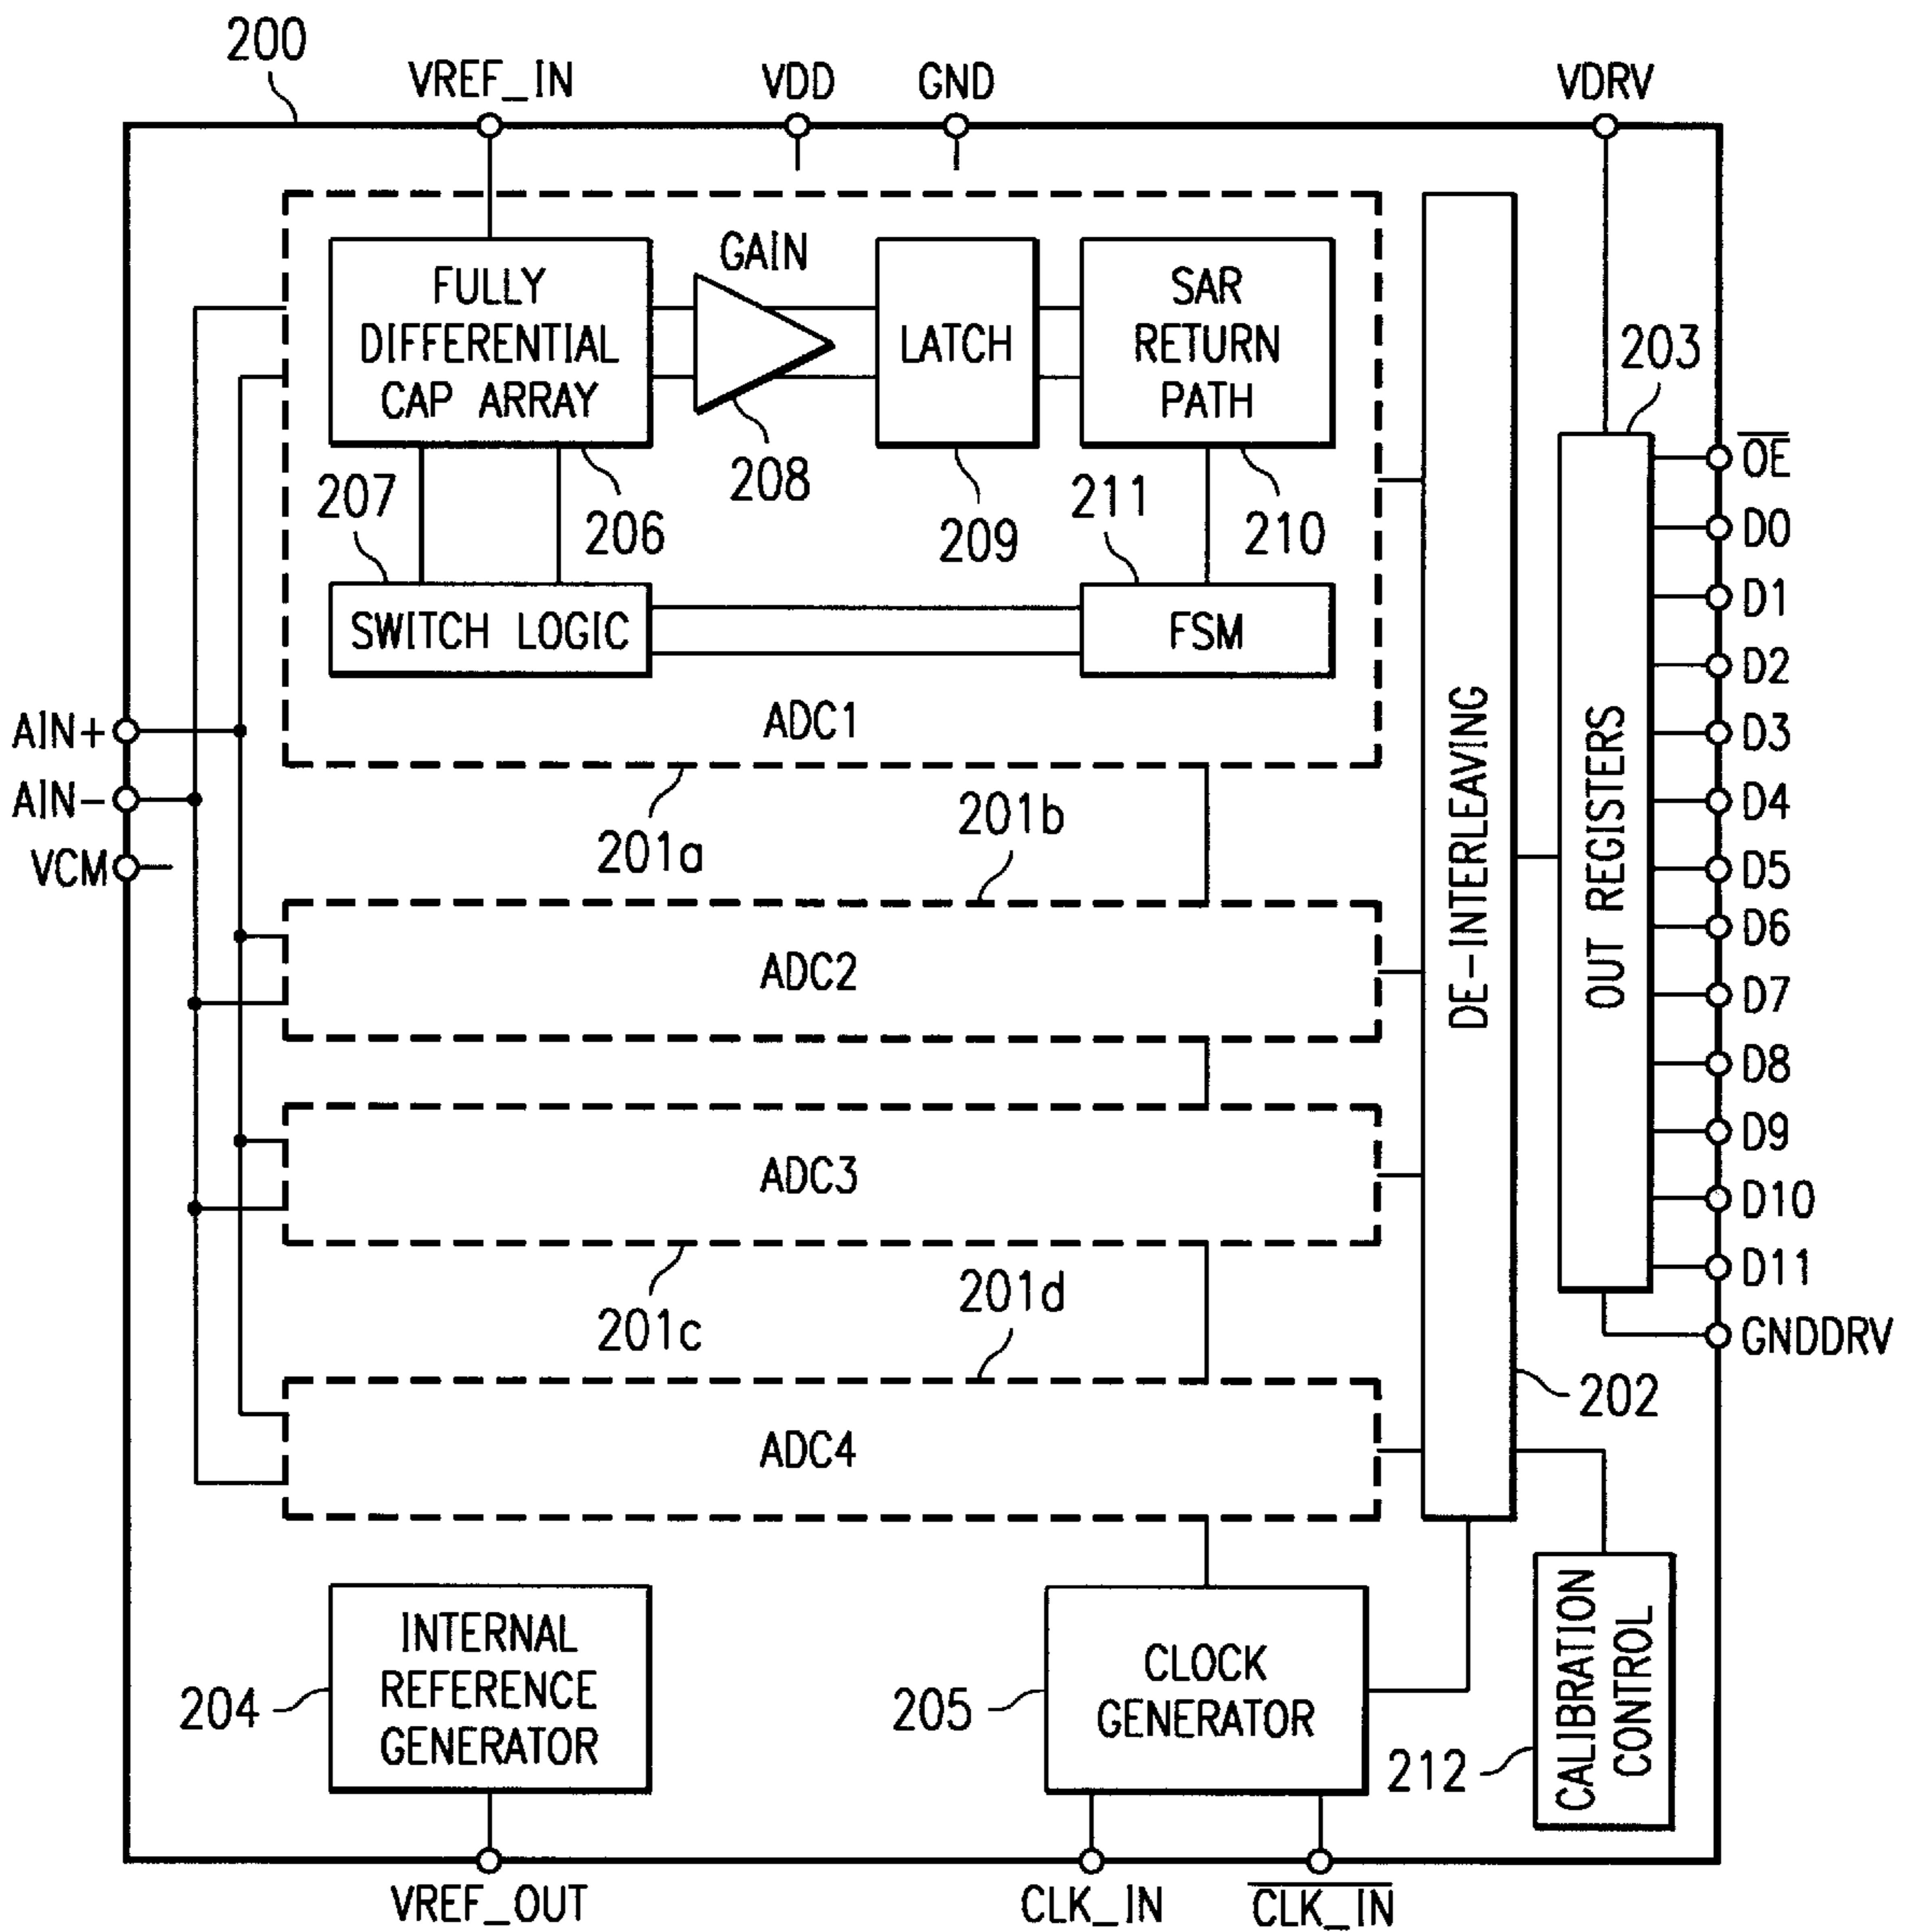 200
VREF_IN
VDD
GND
VDRV
FULLY
DIFFERENTIAL
CAP ARRAY
GAIN
LATCH
SAR
RETURN
PATH
203
208
207
206
209
211
210
SWITCH LOGIC
FSM
ADC1
AIN+
AIN-
VCM
201a
201b
ADC2
ADC3
201c
201d
ADC4
DE-INTERLEAVING
OUT REGISTERS
OE
D0
D1
D2
D3
D4
D5
D6
D7
D8
D9
D10
D11
GNDDRV
202
INTERNAL
REFERENCE
GENERATOR
204
CLOCK
GENERATOR
205
CALIBRATION
CONTROL
212
VREF_OUT
CLK_IN
CLK_IN